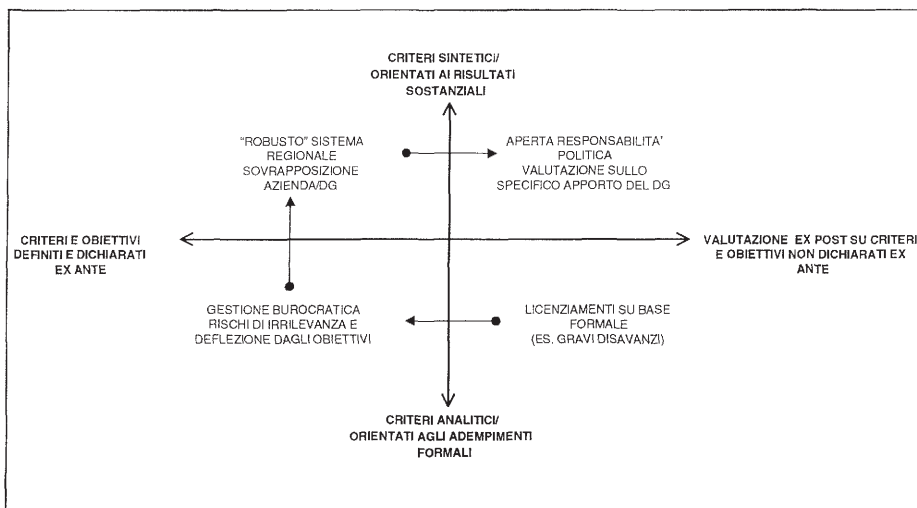 CRITERI SINTETICI/
ORIENTATI AI RISULTATI
SOSTANZIALI
"ROBUSTO" SISTEMA
REGIONALE
SOVRAPPOSIZIONE
AZIENDA/DG
APERTA RESPONSABILITA'
POLITICA
VALUTAZIONE SULLO
SPECIFICO APPORTO DEL DG
CRITERI E OBIETTIVI
DEFINITI E DICHIARATI
EX ANTE
VALUTAZIONE EX POST SU CRITERI
E OBIETTIVI NON DICHIARATI EX
ANTE
GESTIONE BUROCRATICA
RISCHI DI IRRILEVANZA E
DEFLEZIONE DAGLI OBIETTIVI
LICENZIAMENTI SU BASE
FORMALE
(ES. GRAVI DISAVANZI)
CRITERI ANALITICI/
ORIENTATI AGLI ADEMPIMENTI
FORMALI